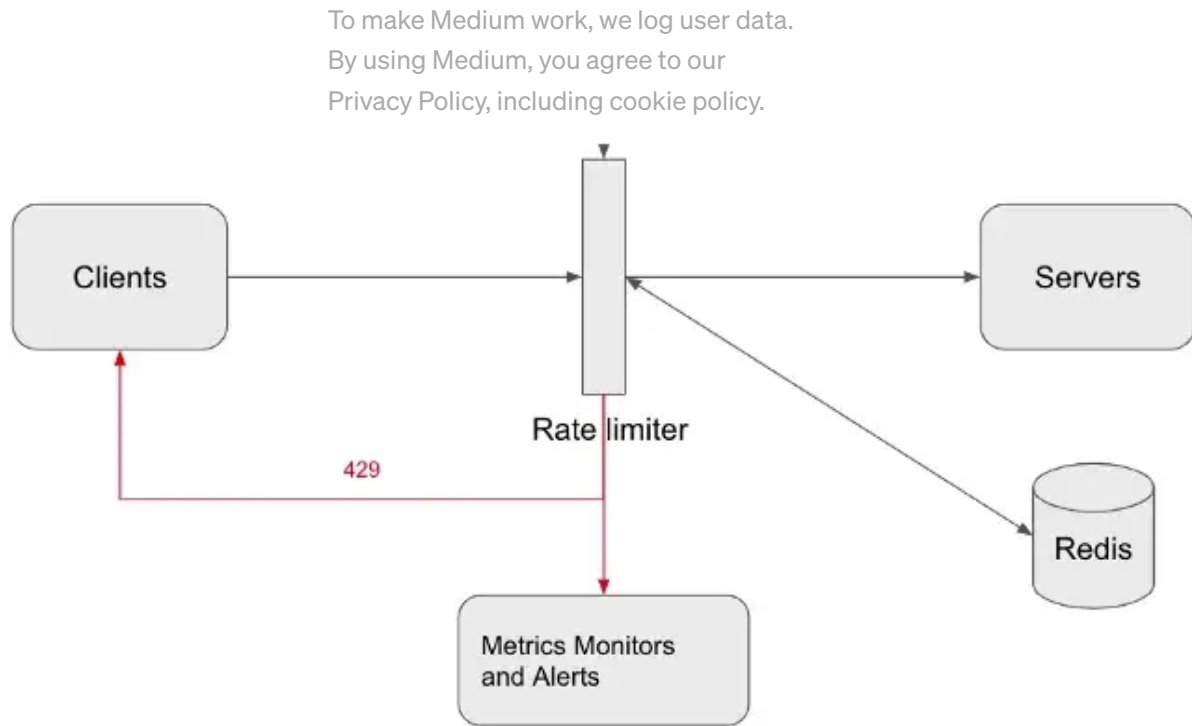 To make Medium work, we log user data.
By using Medium, you agree to our
Privacy Policy, including cookie policy.
Clients
Servers
Rate limiter
429
Redis
Metrics Monitors
and Alerts